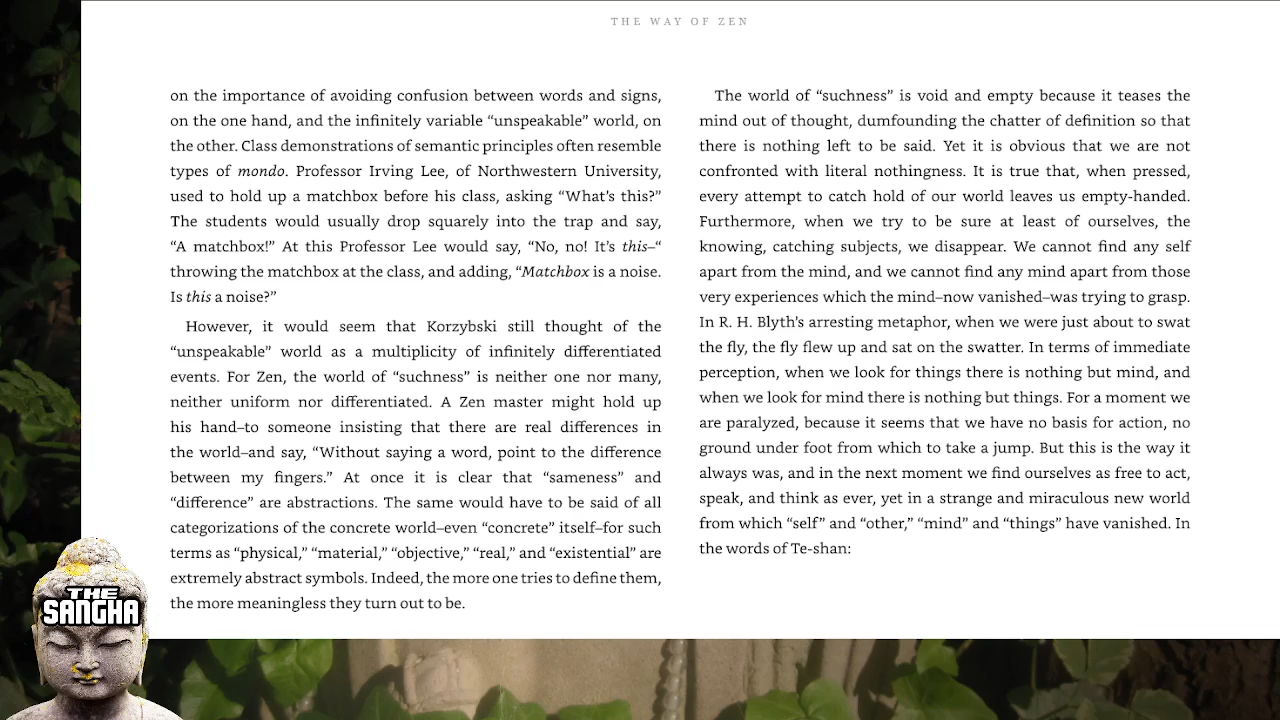 THE WAY OF ZEN
on the importance of avoiding confusion between words and signs,
on the one hand, and the infinitely variable “unspeakable” world, on
the other. Class demonstrations of semantic principles often resemble
types of mondo. Professor Irving Lee, of Northwestern University,
used to hold up a matchbox before his class, asking “What’s this?”
The students would usually drop squarely into the trap and say,
“A matchbox!” At this Professor Lee would say, “No, no! It’s this–“
throwing the matchbox at the class, and adding, “Matchbox is a noise.
Is this a noise?”
However, it would seem that Korzybski still thought of the
“unspeakable” world as a multiplicity of infinitely differentiated
events. For Zen, the world of “suchness” is neither one nor many,
neither uniform nor differentiated. A Zen master might hold up
his hand–to someone insisting that there are real differences in
the world–and say, “Without saying a word, point to the difference
between my fingers.” At once it is clear that “sameness” and
“difference” are abstractions. The same would have to be said of all
categorizations of the concrete world–even “concrete” itself–for such
terms as “physical,” “material,” “objective,” “real,” and “existential” are
extremely abstract symbols. Indeed, the more one tries to define them,
the more meaningless they turn out to be.
The world of “suchness” is void and empty because it teases the
mind out of thought, dumfounding the chatter of definition so that
there is nothing left to be said. Yet it is obvious that we are not
confronted with literal nothingness. It is true that, when pressed,
every attempt to catch hold of our world leaves us empty-handed.
Furthermore, when we try to be sure at least of ourselves, the
knowing, catching subjects, we disappear. We cannot find any self
apart from the mind, and we cannot find any mind apart from those
very experiences which the mind–now vanished–was trying to grasp.
In R. H. Blyth’s arresting metaphor, when we were just about to swat
the fly, the fly flew up and sat on the swatter. In terms of immediate
perception, when we look for things there is nothing but mind, and
when we look for mind there is nothing but things. For a moment we
are paralyzed, because it seems that we have no basis for action, no
ground under foot from which to take a jump. But this is the way it
always was, and in the next moment we find ourselves as free to act,
speak, and think as ever, yet in a strange and miraculous new world
from which “self” and “other,” “mind” and “things” have vanished. In
the words of Te-shan:
THE
SANGHA